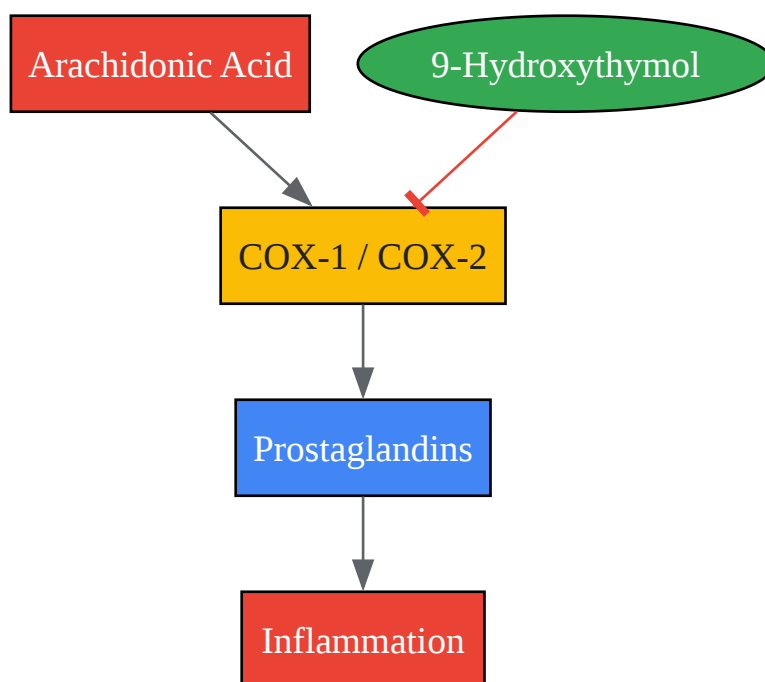 Arachidonic Acid
9-Hydroxythymol
COX-1 / COX-2
Prostaglandins
Inflammation